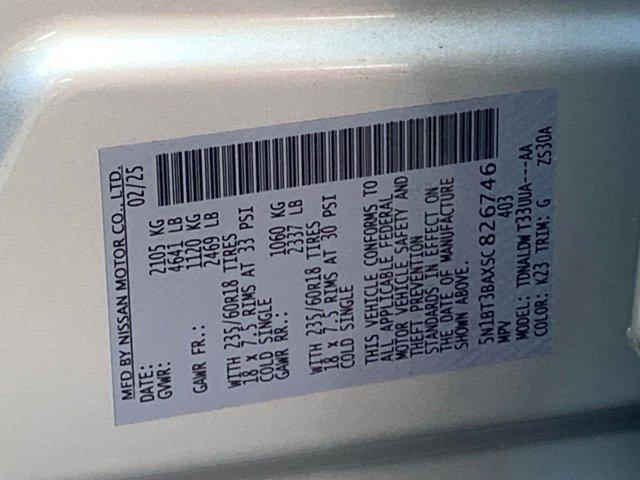 MFD BY NISSAN MOTOR CO., LTD.
DATE: 02/25
GVWR: 2105 KG
4641 LB
GAWR FR.: 1120 KG
2469 LB
WITH 235/60R18 TIRES
18 x 7.5 RIMS AT 33 PSI
COLD SINGLE
GAWR RR.: 1060 KG
2337 LB
WITH 235/60R18 TIRES
18 x 7.5 RIMS AT 30 PSI
COLD SINGLE
THIS VEHICLE CONFORMS TO
ALL APPLICABLE FEDERAL
MOTOR VEHICLE SAFETY AND
THEFT PREVENTION
STANDARDS IN EFFECT ON
THE DATE OF MANUFACTURE
SHOWN ABOVE.
5N1BT3BAXSC826746
MPV 403
MODEL: TDNALDW T33UUA---AA
COLOR: K23 TRIM: G ZS30A